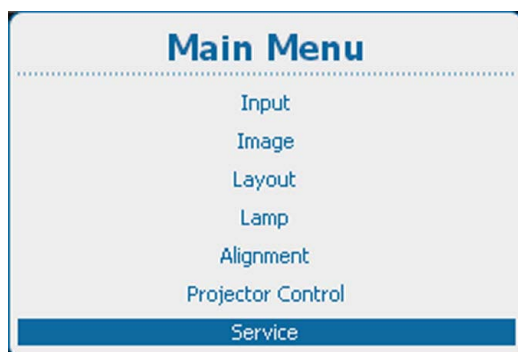 Main Menu
Input
Image
Layout
Lamp
Alignment
Projector Control
Service